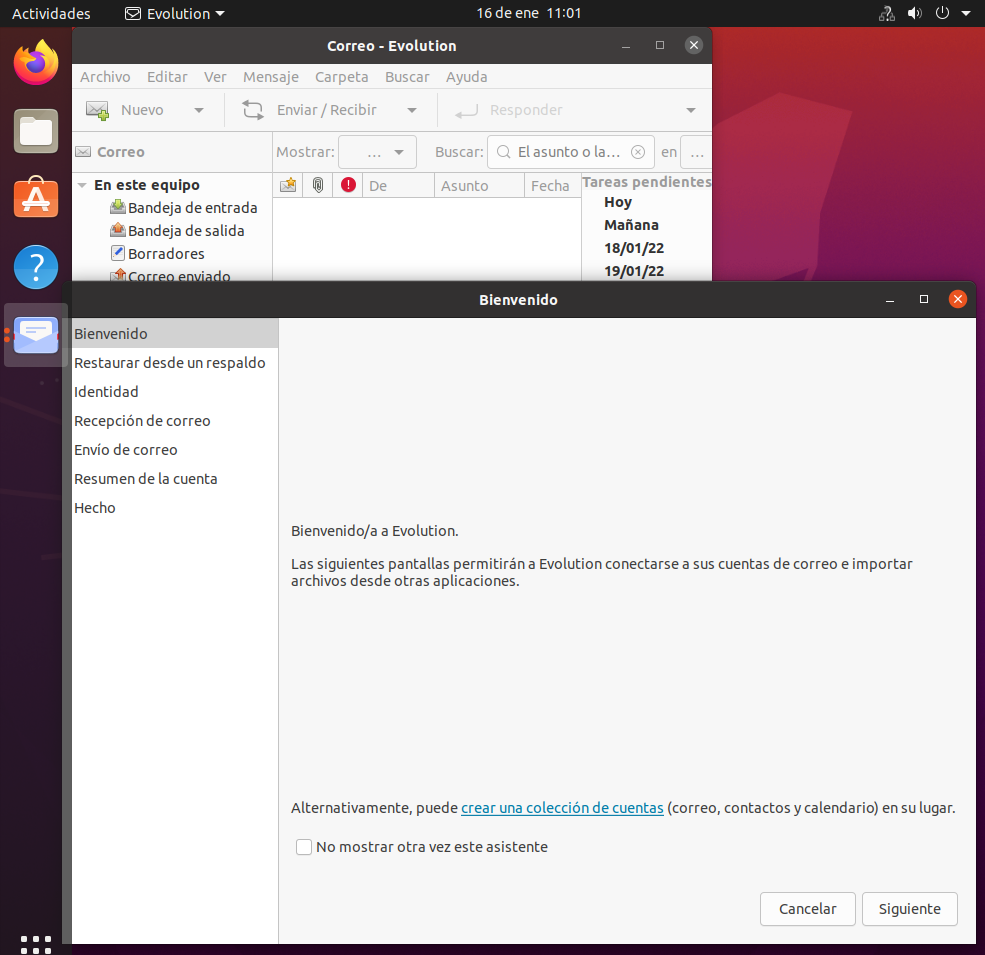 Actividades Evolution 16 de ene 11:01
Correo - Evolution
Archivo Editar Ver Mensaje Carpeta Buscar Ayuda
Nuevo Enviar / Recibir Responder
Correo Mostrar: ... Buscar: El asunto o la... en ...
En este equipo
Bandeja de entrada
Bandeja de salida
Borradores
Correo enviado
De Asunto Fecha
Tareas pendientes
Hoy
Mañana
18/01/22
19/01/22
Bienvenido
Bienvenido
Restaurar desde un respaldo
Identidad
Recepción de correo
Envío de correo
Resumen de la cuenta
Hecho
Bienvenido/a a Evolution.
Las siguientes pantallas permitirán a Evolution conectarse a sus cuentas de correo e importar
archivos desde otras aplicaciones.
Alternativamente, puede crear una colección de cuentas (correo, contactos y calendario) en su lugar.
No mostrar otra vez este asistente
Cancelar Siguiente